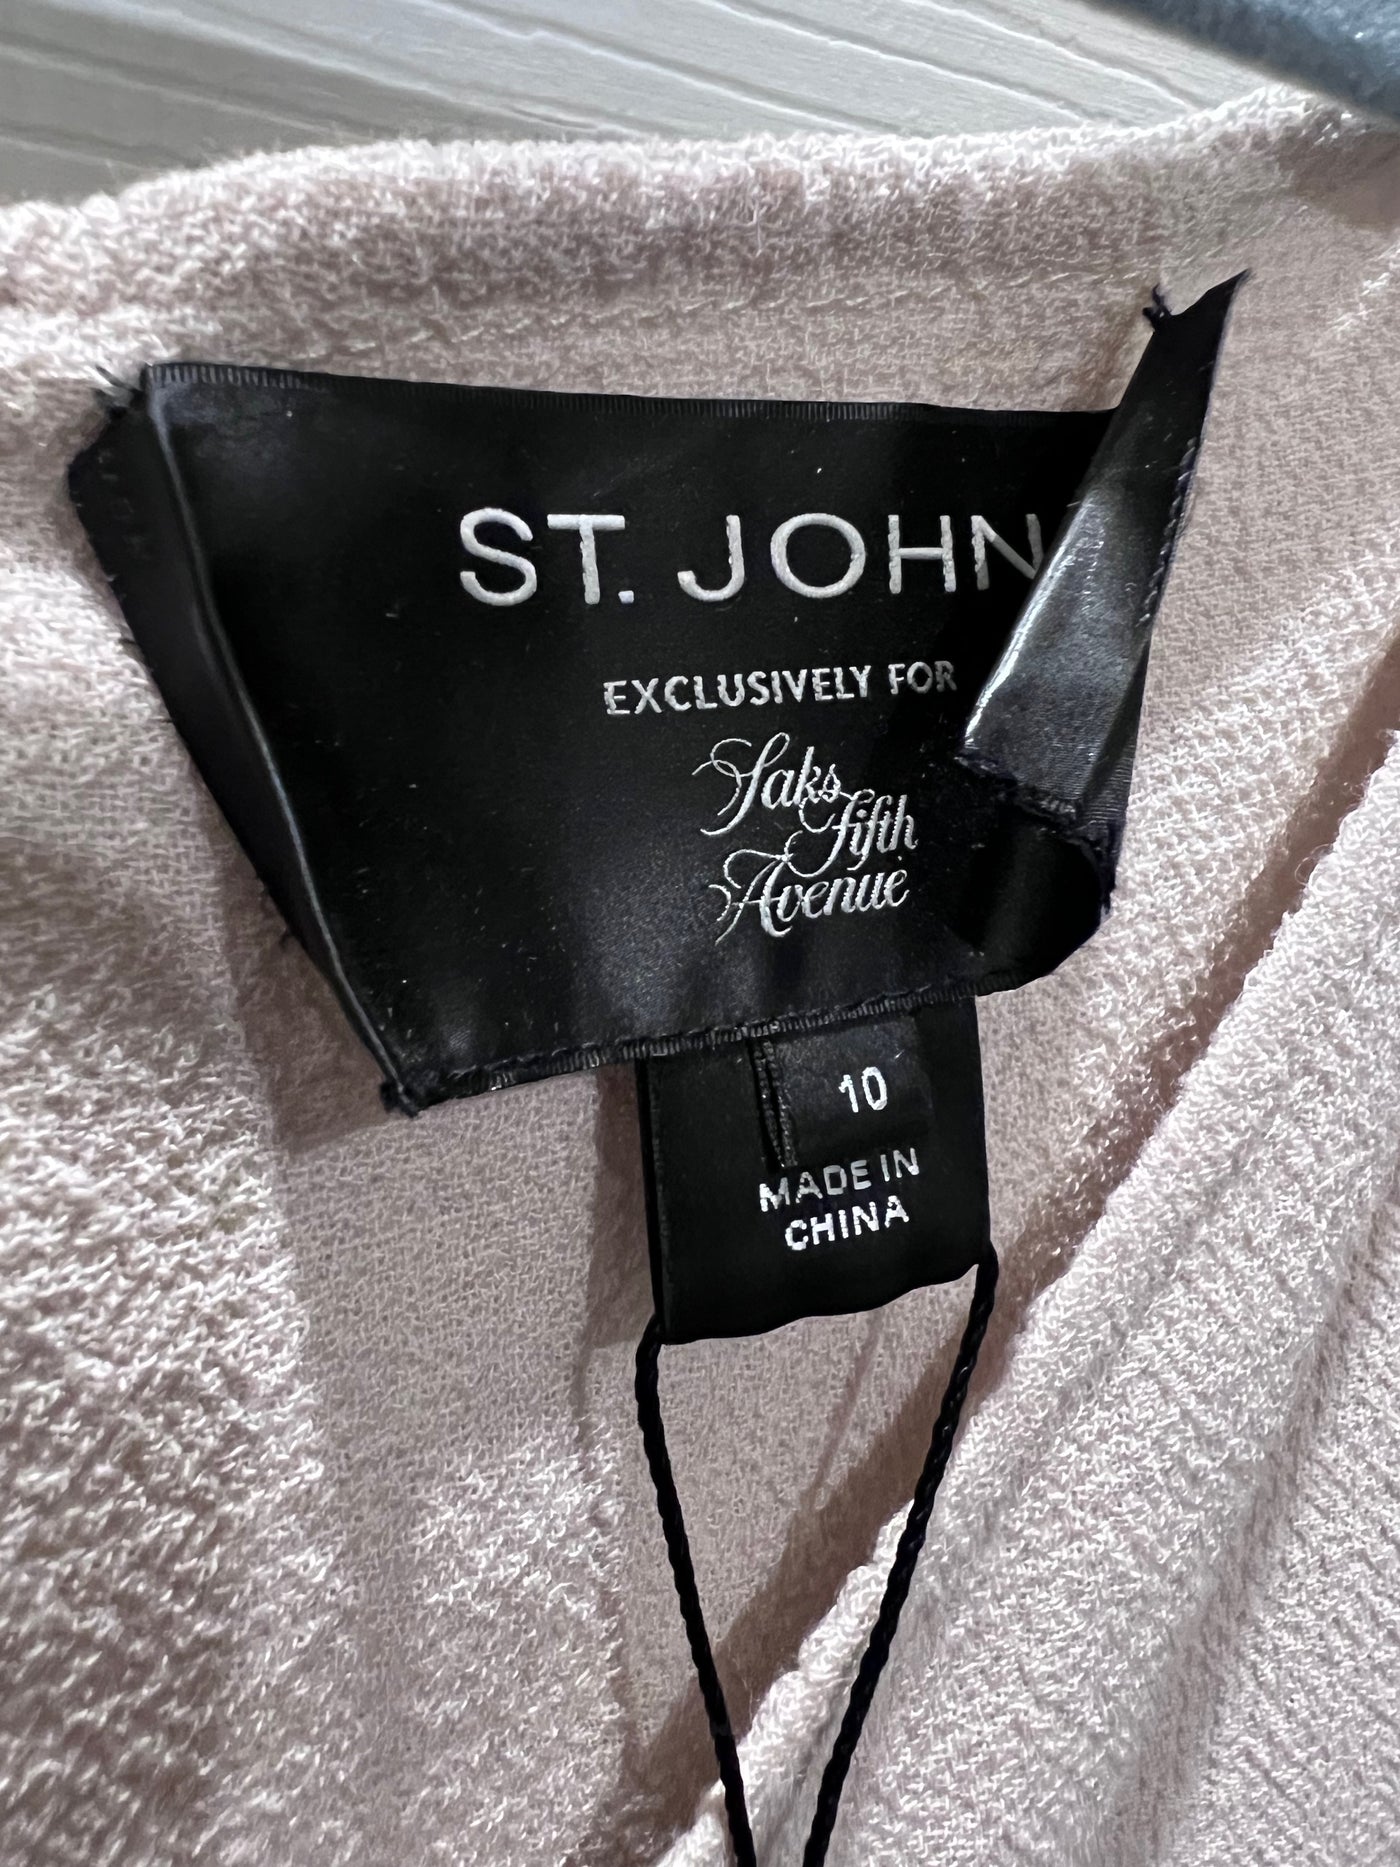 ST. JOHN
EXCLUSIVELY FOR
Saks
Fifth
Avenue
10
MADE IN
CHINA